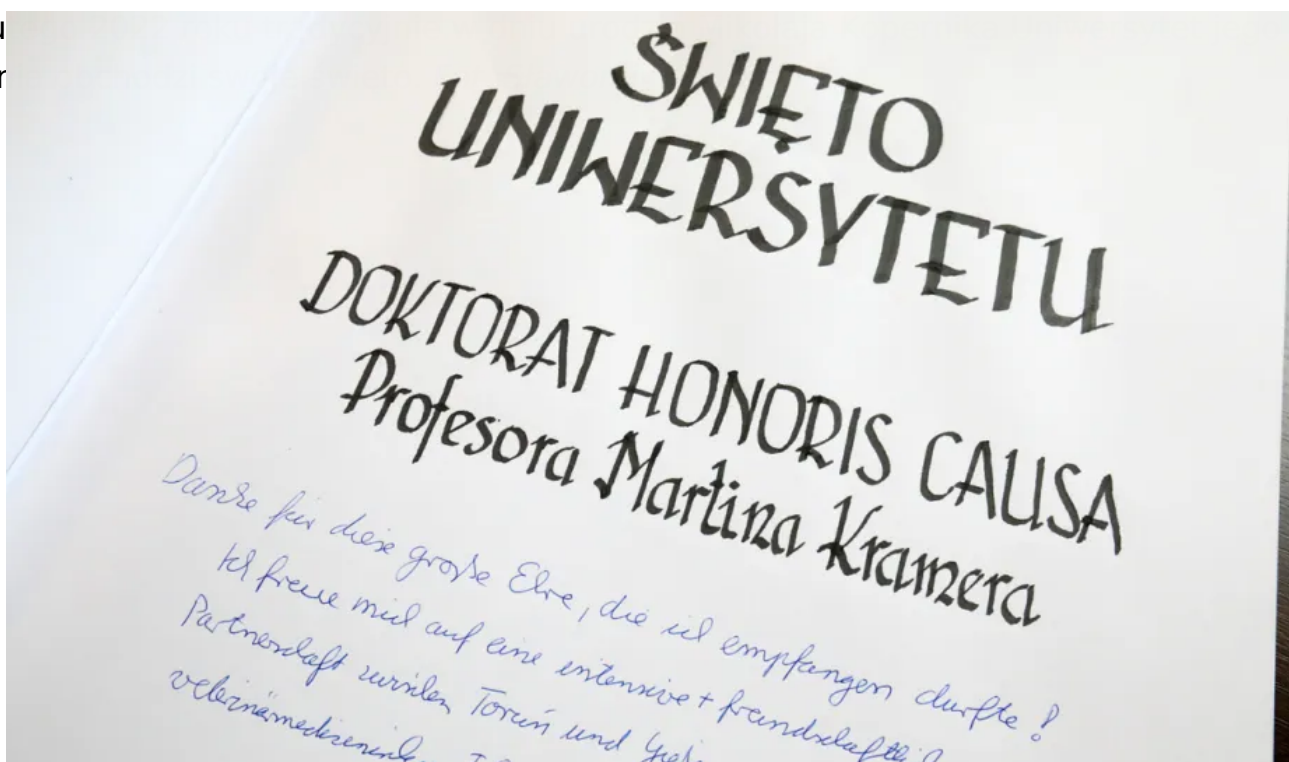 ŚWIĘTO
UNIWERSYTETU
DOKTORAT HONORIS CAUSA
Profesora Martina Kramera
Danke für diese große Ehre, die ich empfangen durfte!
Ich freue mich auf eine intensive + freundschaftli
Partnerschaft zwischen Toruń und